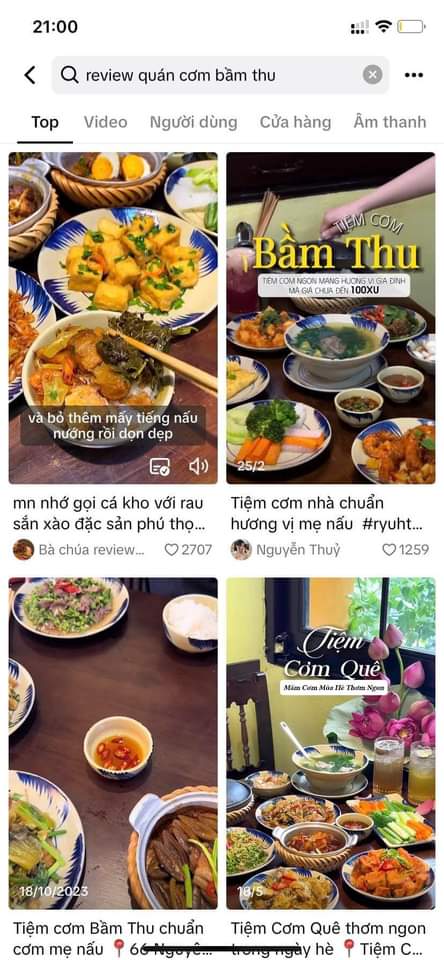 21:00
review quán cơm bầm thu
Top Video Người dùng Cửa hàng Âm thanh
và bỏ thêm mấy tiếng nấu
nướng rồi dọn dẹp
TIỆM CƠM
Bầm Thu
TIỆM CƠM NGON MANG HƯƠNG VỊ GIA ĐÌNH
MÀ GIÁ CHƯA ĐẾN 100XU
25/2
mn nhớ gọi cá kho với rau
sắn xào đặc sản phú thọ...
Bà chúa review... 2707
Tiệm cơm nhà chuẩn
hương vị mẹ nấu #ryuht...
Nguyễn Thuỷ 1259
18/10/2023
Tiệm cơm Bầm Thu chuẩn
cơm mẹ nấu 📍66 Nguyễ...
Tiệm
Cơm Quê
Mâm Cơm Mùa Hè Thơm Ngon
18/5
Tiệm Cơm Quê thơm ngon
trong ngày hè 📍Tiệm C...